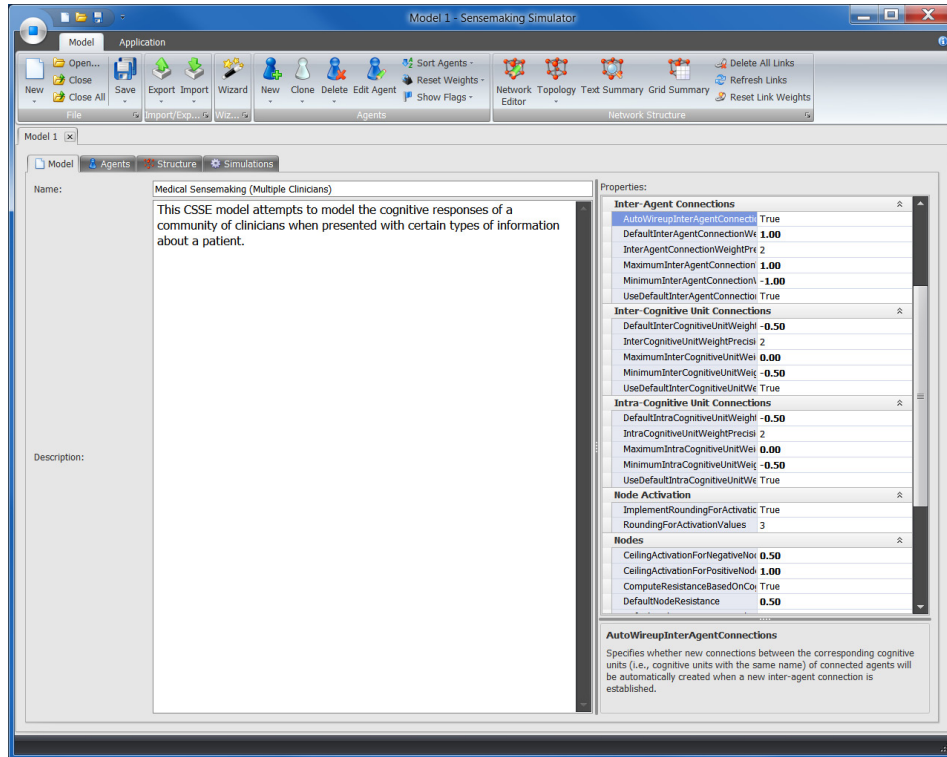 Model 1 - Sensemaking Simulator
Model Application
New
Open...
Close
Close All
Save
Export Import
Wizard
New Clone Delete Edit Agent
Sort Agents
Reset Weights
Show Flags
Network Editor
Topology
Text Summary
Grid Summary
Delete All Links
Refresh Links
Reset Link Weights
File
Import/Exp...
Wiz...
Agents
Network Structure
Model 1
Model Agents Structure Simulations
Name: Medical Sensemaking (Multiple Clinicians)
This CSSE model attempts to model the cognitive responses of a
community of clinicians when presented with certain types of information
about a patient.
Description:
Properties:
Inter-Agent Connections
AutoWireupInterAgentConnecti True
DefaultInterAgentConnectionWe 1.00
InterAgentConnectionWeightPre 2
MaximumInterAgentConnection 1.00
MinimumInterAgentConnection -1.00
UseDefaultInterAgentConnection True
Inter-Cognitive Unit Connections
DefaultInterCognitiveUnitWeight -0.50
InterCognitiveUnitWeightPrecisi 2
MaximumInterCognitiveUnitWei 0.00
MinimumInterCognitiveUnitWeig -0.50
UseDefaultInterCognitiveUnitWe True
Intra-Cognitive Unit Connections
DefaultIntraCognitiveUnitWeight -0.50
IntraCognitiveUnitWeightPrecisi 2
MaximumIntraCognitiveUnitWei 0.00
MinimumIntraCognitiveUnitWeig -0.50
UseDefaultIntraCognitiveUnitWe True
Node Activation
ImplementRoundingForActivatic True
RoundingForActivationValues 3
Nodes
CeilingActivationForNegativeNod 0.50
CeilingActivationForPositiveNod 1.00
ComputeResistanceBasedOnCog True
DefaultNodeResistance 0.50
AutoWireupInterAgentConnections
Specifies whether new connections between the corresponding cognitive
units (i.e., cognitive units with the same name) of connected agents will
be automatically created when a new inter-agent connection is
established.